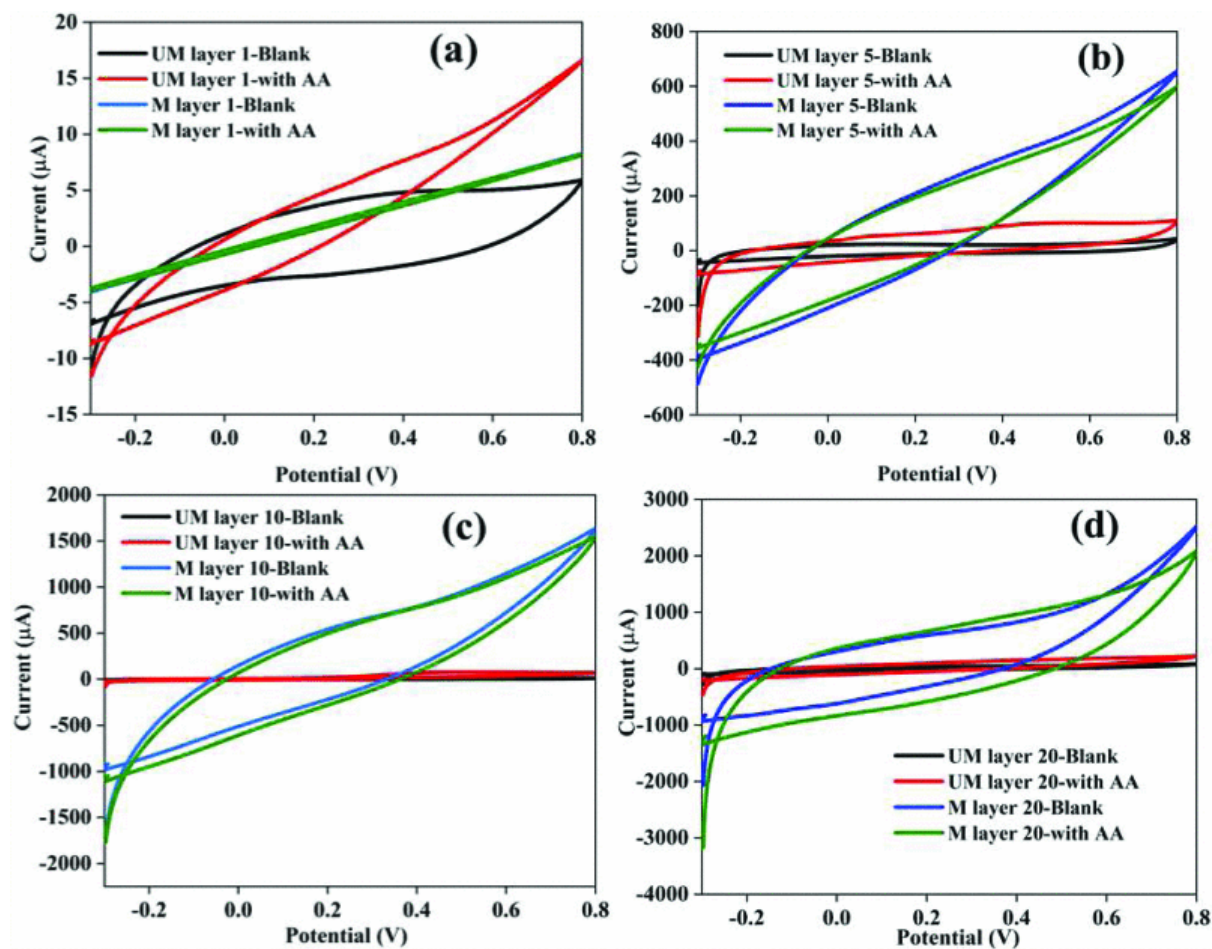 (a)
UM layer 1-Blank
UM layer 1-with AA
M layer 1-Blank
M layer 1-with AA
20
15
10
5
0
-5
-10
-15
Current (μA)
-0.2 0.0 0.2 0.4 0.6 0.8
Potential (V)
(b)
UM layer 5-Blank
UM layer 5-with AA
M layer 5-Blank
M layer 5-with AA
800
600
400
200
0
-200
-400
-600
Current (μA)
-0.2 0.0 0.2 0.4 0.6 0.8
Potential (V)
(c)
UM layer 10-Blank
UM layer 10-with AA
M layer 10-Blank
M layer 10-with AA
2000
1500
1000
500
0
-500
-1000
-1500
-2000
Current (μA)
-0.2 0.0 0.2 0.4 0.6 0.8
Potential (V)
(d)
3000
2000
1000
0
-1000
-2000
-3000
-4000
Current (μA)
UM layer 20-Blank
UM layer 20-with AA
M layer 20-Blank
M layer 20-with AA
-0.2 0.0 0.2 0.4 0.6 0.8
Potential (V)